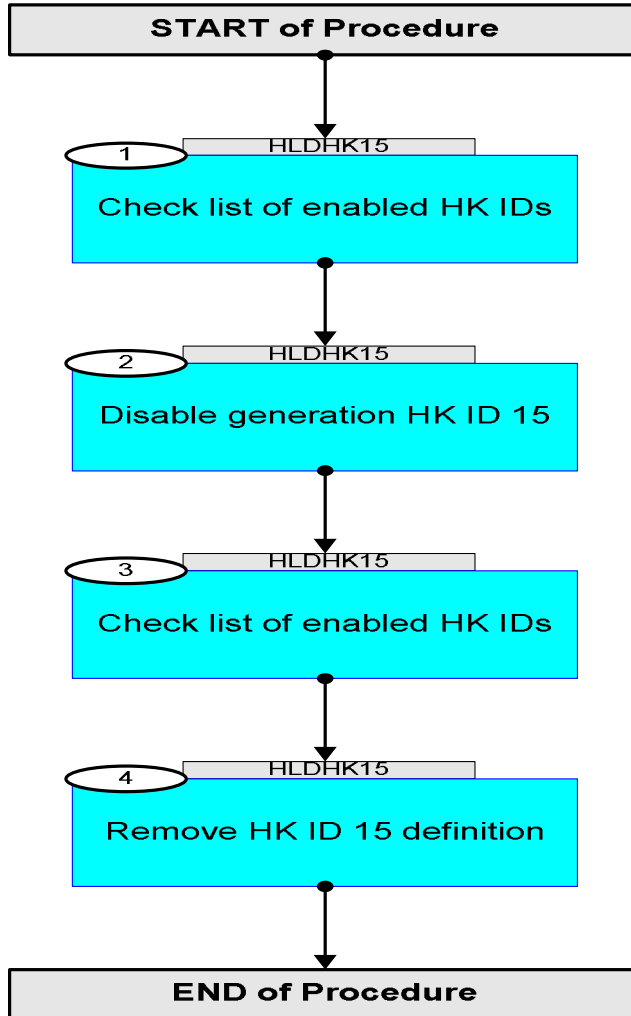 START of Procedure
HLDHK15
1
Check list of enabled HK IDs
HLDHK15
2
Disable generation HK ID 15
HLDHK15
3
Check list of enabled HK IDs
HLDHK15
4
Remove HK ID 15 definition
END of Procedure